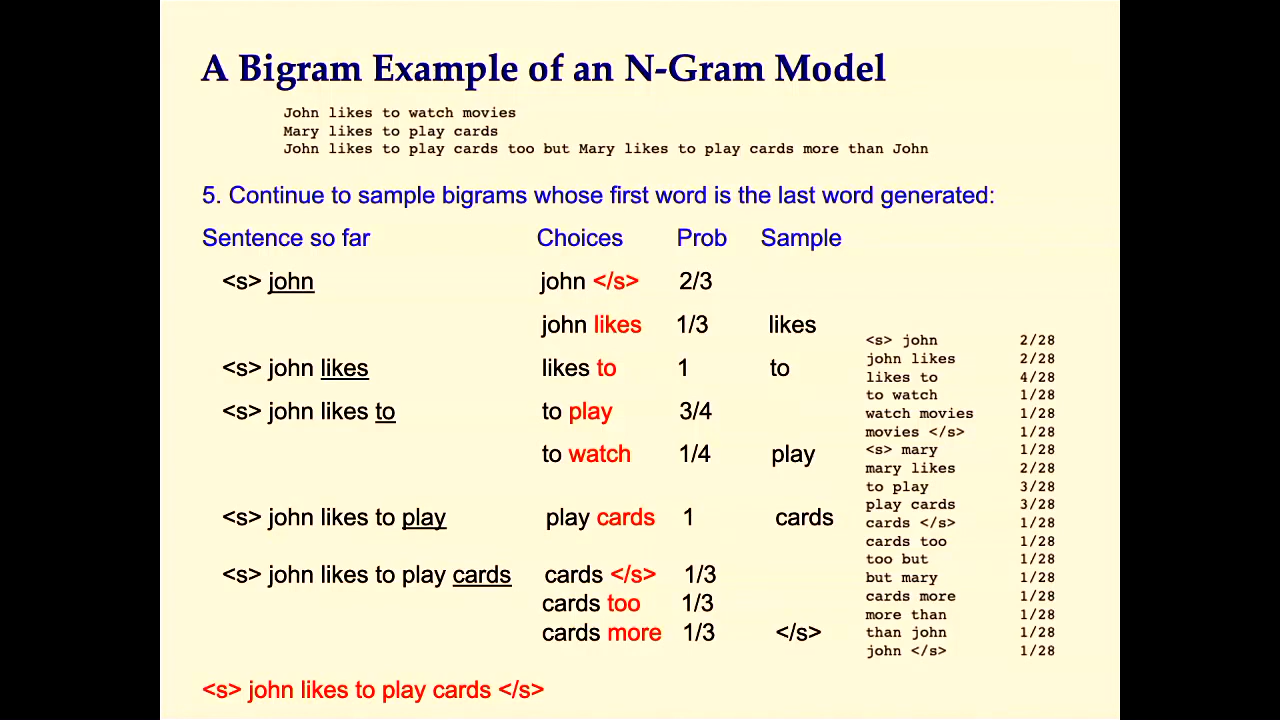 A Bigram Example of an N-Gram Model
John likes to watch movies
Mary likes to play cards
John likes to play cards too but Mary likes to play cards more than John
5. Continue to sample bigrams whose first word is the last word generated:
Sentence so far Choices Prob Sample
<s> john john </s> 2/3
john likes 1/3 likes
<s> john likes likes to 1 to
<s> john likes to to play 3/4
to watch 1/4 play
<s> john likes to play play cards 1 cards
<s> john likes to play cards cards </s> 1/3
cards too 1/3
cards more 1/3 </s>
<s> john 2/28
john likes 2/28
likes to 4/28
to watch 1/28
watch movies 1/28
movies </s> 1/28
<s> mary 1/28
mary likes 2/28
to play 3/28
play cards 3/28
cards </s> 1/28
cards too 1/28
too but 1/28
but mary 1/28
cards more 1/28
more than 1/28
than john 1/28
john </s> 1/28
<s> john likes to play cards </s>